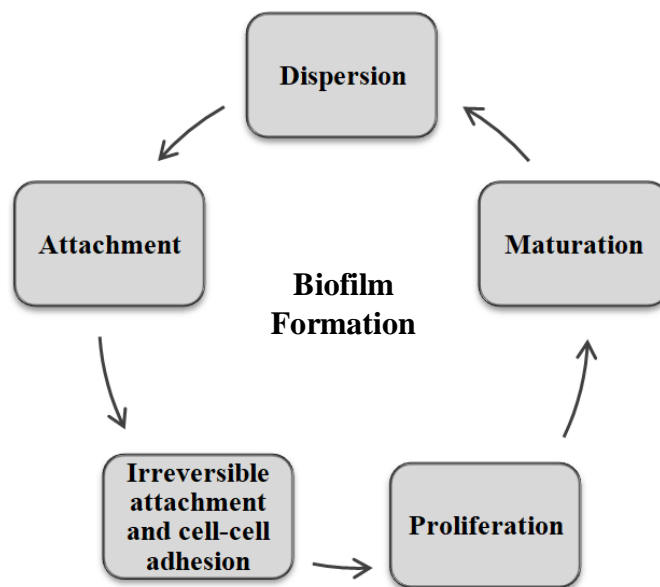 Dispersion
Attachment
Maturation
Biofilm
Formation
Irreversible
attachment
and cell-cell
adhesion
Proliferation